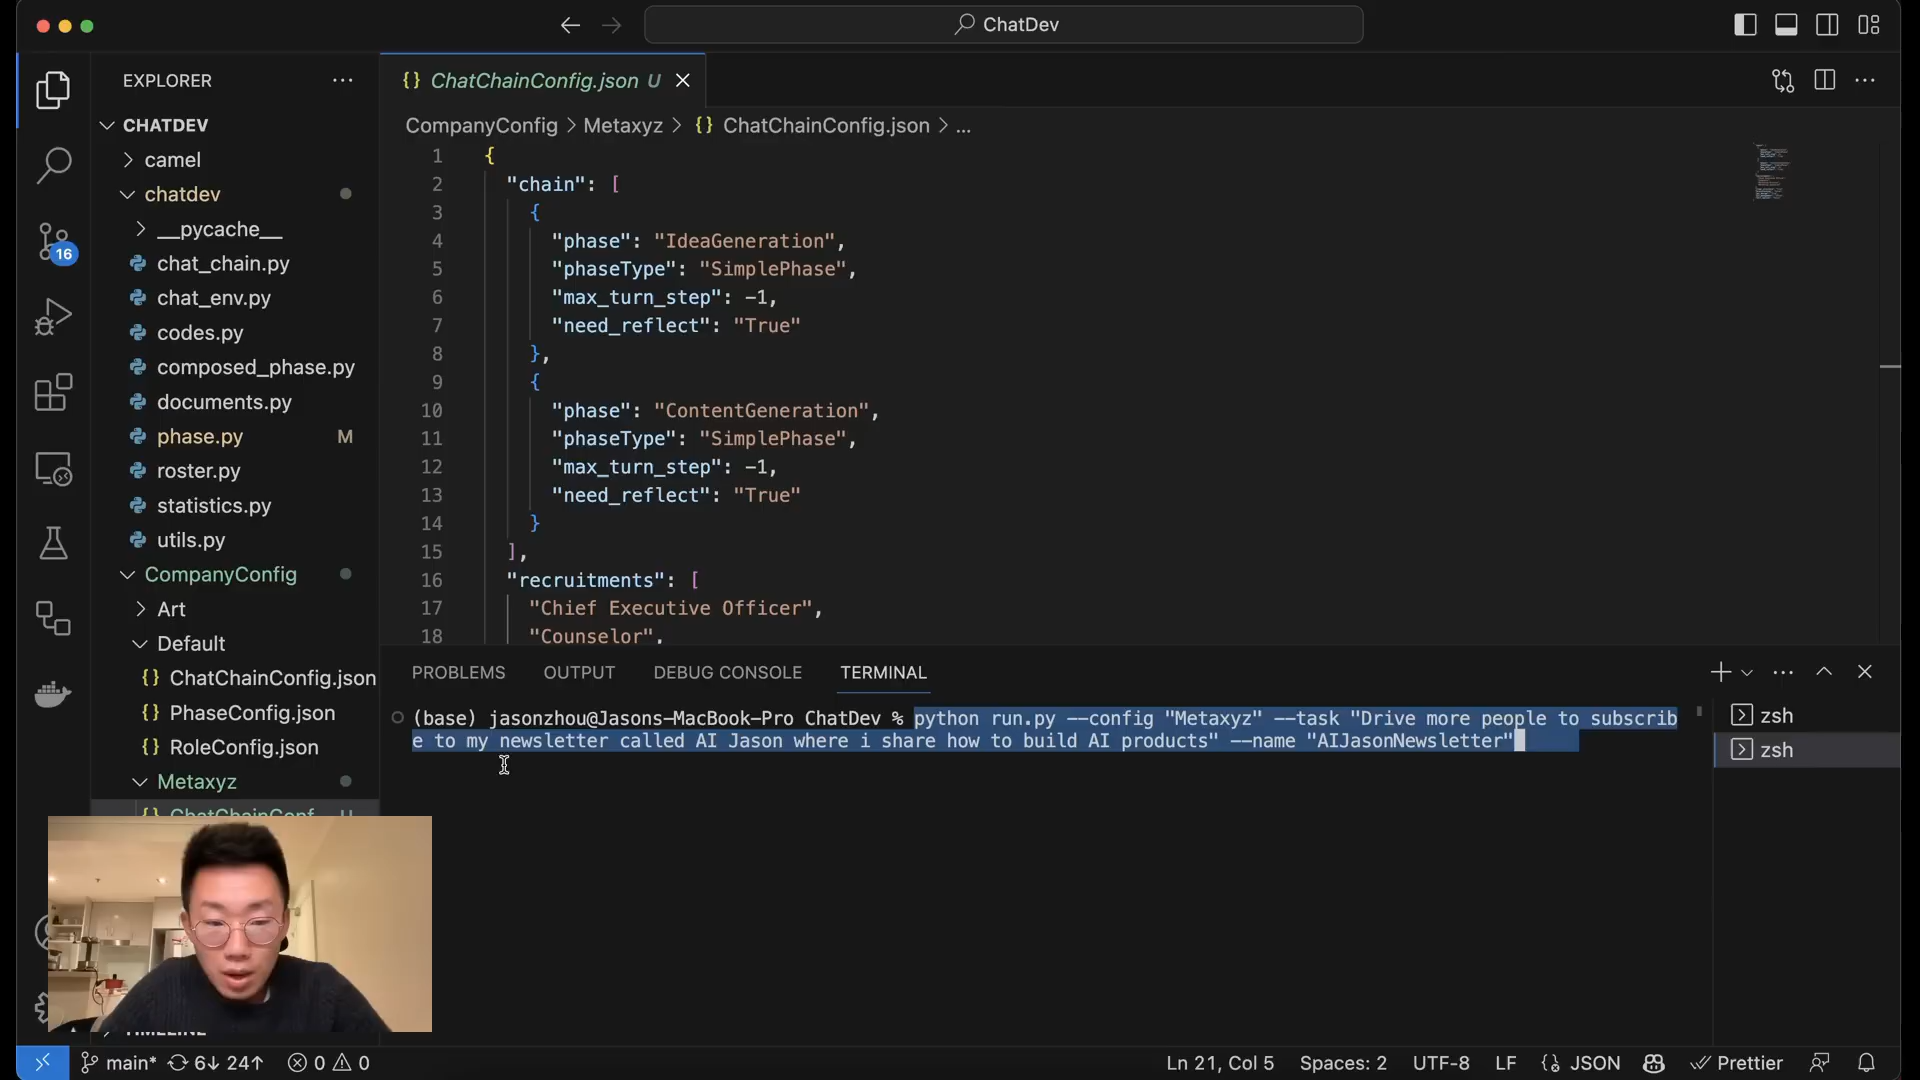 ChatDev
EXPLORER
CHATDEV
camel
chatdev
__pycache__
chat_chain.py
chat_env.py
codes.py
composed_phase.py
documents.py
phase.py M
roster.py
statistics.py
utils.py
CompanyConfig
Art
Default
ChatChainConfig.json
PhaseConfig.json
RoleConfig.json
Metaxyz
ChatChainConf... U
TIMELINE
16
{} ChatChainConfig.json U
CompanyConfig > Metaxyz > {} ChatChainConfig.json > ...
1 {
2 "chain": [
3 {
4 "phase": "IdeaGeneration",
5 "phaseType": "SimplePhase",
6 "max_turn_step": -1,
7 "need_reflect": "True"
8 },
9 {
10 "phase": "ContentGeneration",
11 "phaseType": "SimplePhase",
12 "max_turn_step": -1,
13 "need_reflect": "True"
14 }
15 ],
16 "recruitments": [
17 "Chief Executive Officer",
18 "Counselor",
PROBLEMS OUTPUT DEBUG CONSOLE TERMINAL
(base) jasonzhou@Jasons-MacBook-Pro ChatDev % python run.py --config "Metaxyz" --task "Drive more people to subscrib
e to my newsletter called AI Jason where i share how to build AI products" --name "AIJasonNewsletter"
zsh
zsh
main* 6↓ 24↑ 0 0 Ln 21, Col 5 Spaces: 2 UTF-8 LF {} JSON Prettier